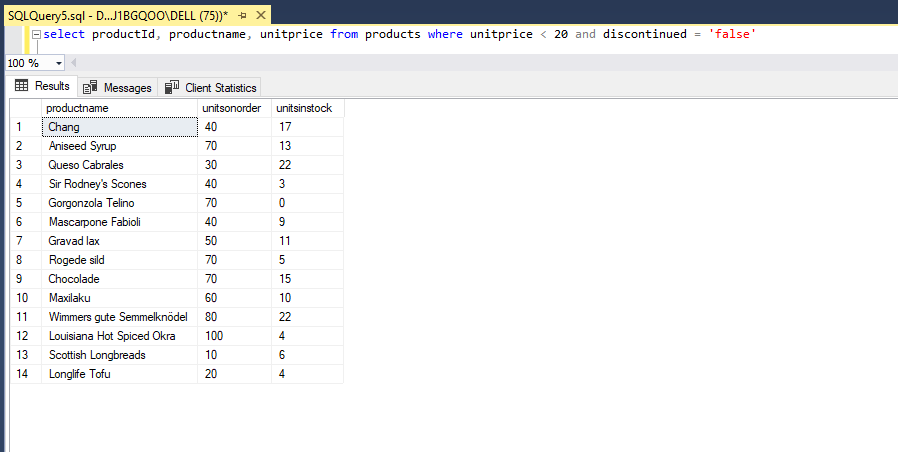 SQLQuery5.sql - D...J1BGQOO\DELL (75))*
select productId, productname, unitprice from products where unitprice < 20 and discontinued = 'false'
100 %
Results Messages Client Statistics
productname unitsonorder unitsinstock
1 Chang 40 17
2 Aniseed Syrup 70 13
3 Queso Cabrales 30 22
4 Sir Rodney's Scones 40 3
5 Gorgonzola Telino 70 0
6 Mascarpone Fabioli 40 9
7 Gravad lax 50 11
8 Rogede sild 70 5
9 Chocolade 70 15
10 Maxilaku 60 10
11 Wimmers gute Semmelknödel 80 22
12 Louisiana Hot Spiced Okra 100 4
13 Scottish Longbreads 10 6
14 Longlife Tofu 20 4